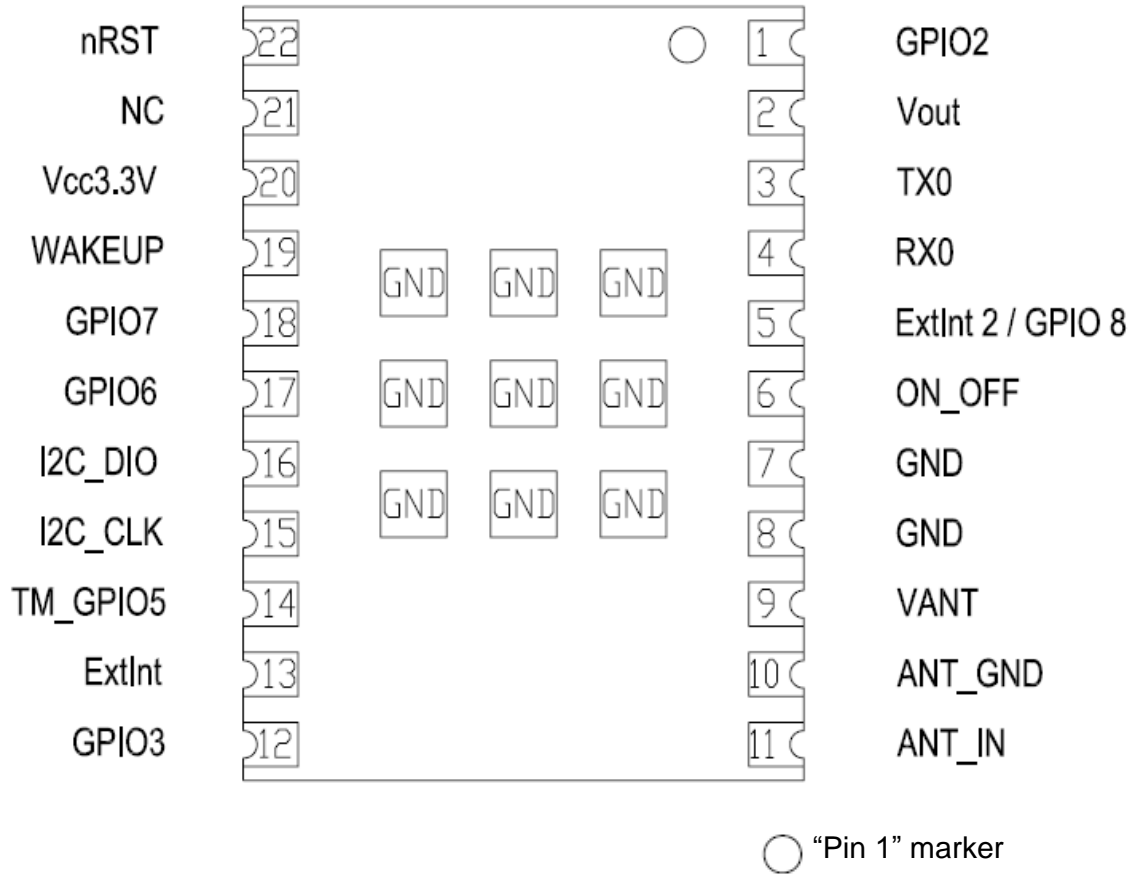 nRST 22 1 GPIO2
NC 21 2 Vout
Vcc3.3V 20 3 TX0
WAKEUP 19 4 RX0
GND GND GND
GPIO7 18 5 ExtInt 2 / GPIO 8
GPIO6 17 GND GND GND 6 ON_OFF
I2C_DIO 16 7 GND
GND GND GND
I2C_CLK 15 8 GND
TM_GPIO5 14 9 VANT
ExtInt 13 10 ANT_GND
GPIO3 12 11 ANT_IN
“Pin 1” marker